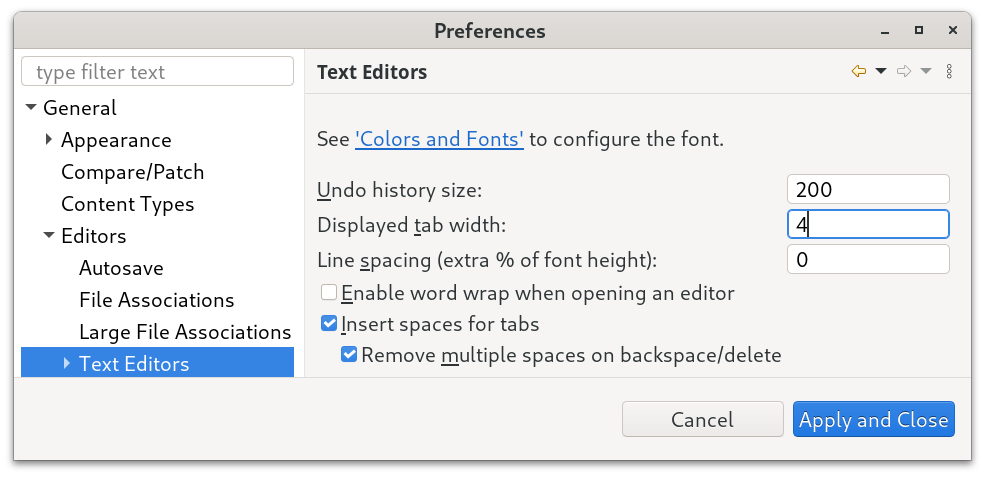 Preferences
type filter text
General
Appearance
Compare/Patch
Content Types
Editors
Autosave
File Associations
Large File Associations
Text Editors
Text Editors
See 'Colors and Fonts' to configure the font.
Undo history size: 200
Displayed tab width: 4
Line spacing (extra % of font height): 0
Enable word wrap when opening an editor
Insert spaces for tabs
Remove multiple spaces on backspace/delete
Cancel Apply and Close